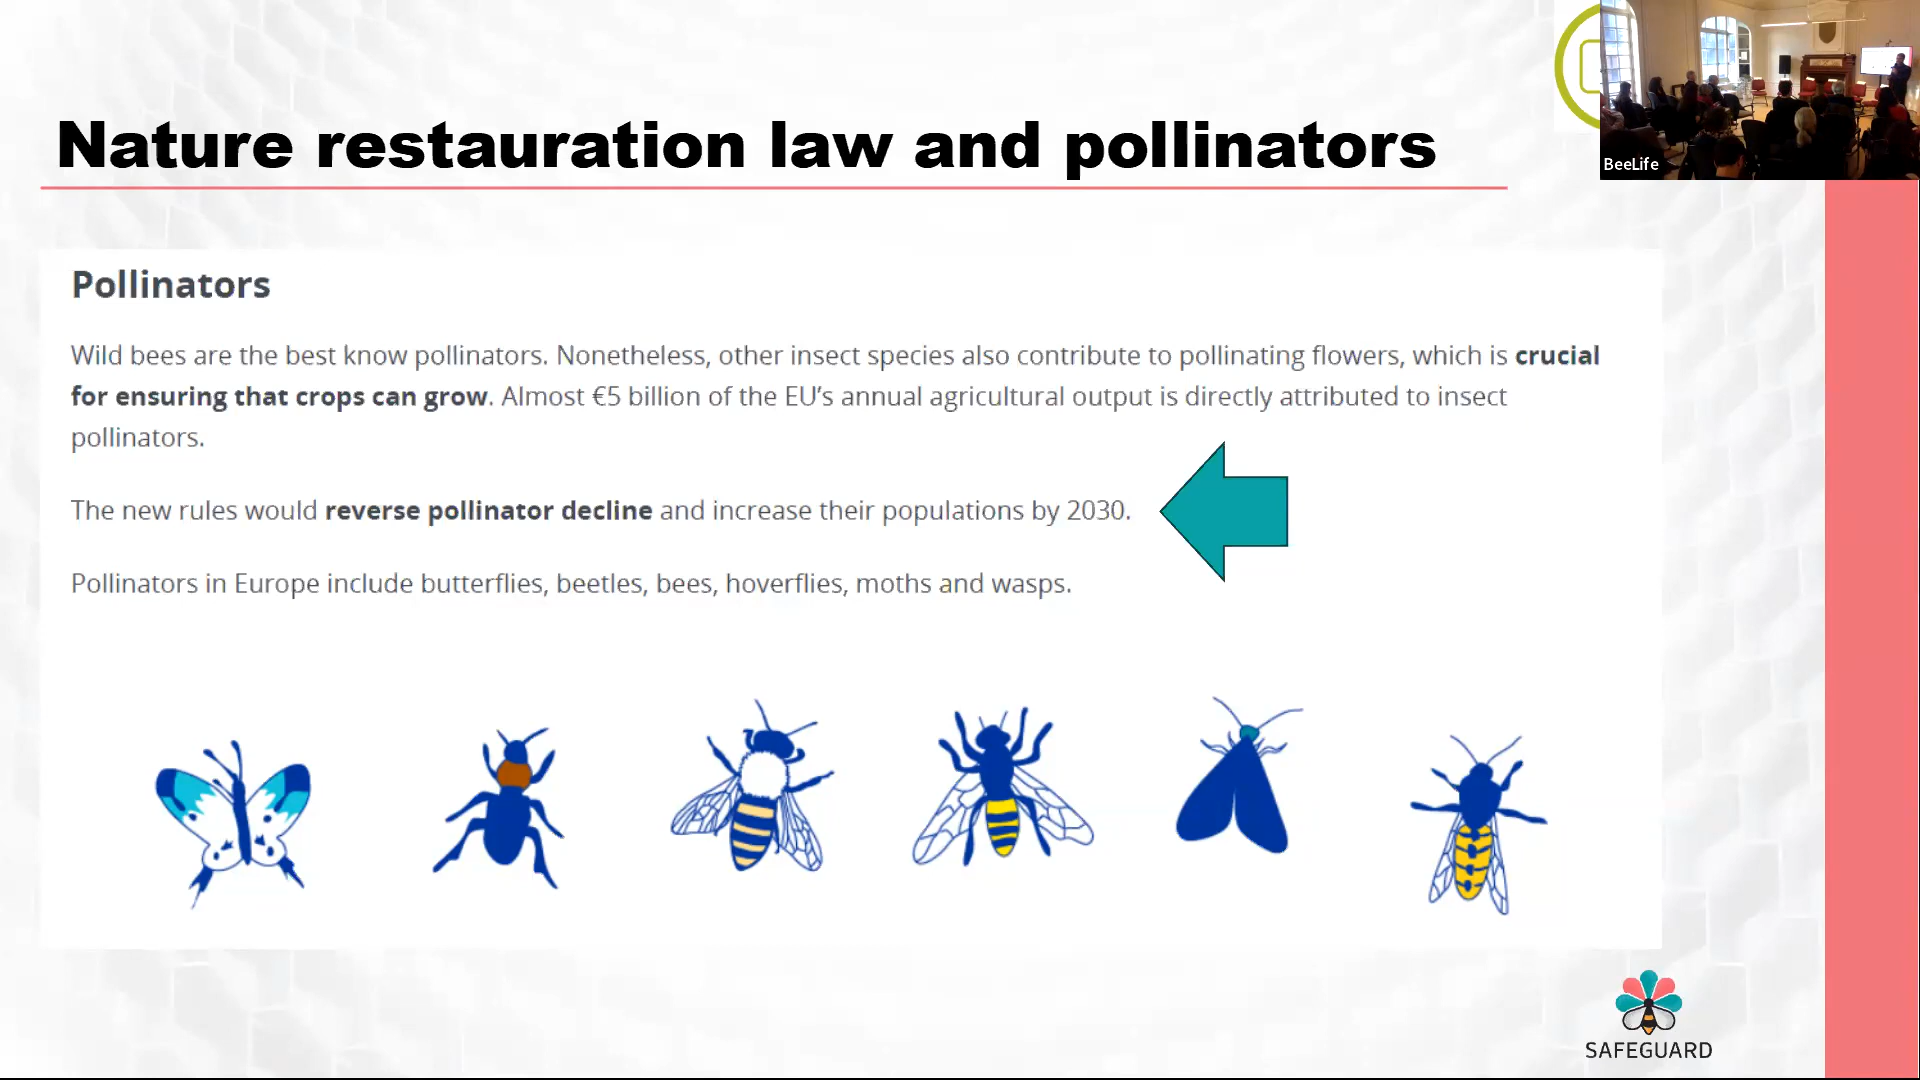 Nature restauration law and pollinators
BeeLife
Pollinators
Wild bees are the best know pollinators. Nonetheless, other insect species also contribute to pollinating flowers, which is crucial
for ensuring that crops can grow. Almost €5 billion of the EU’s annual agricultural output is directly attributed to insect
pollinators.
The new rules would reverse pollinator decline and increase their populations by 2030.
Pollinators in Europe include butterflies, beetles, bees, hoverflies, moths and wasps.
SAFEGUARD